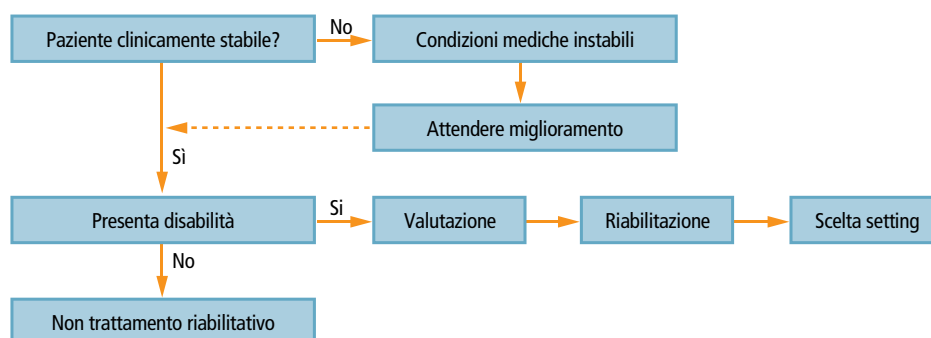 Paziente clinicamente stabile?
No
Condizioni mediche instabili
Attendere miglioramento
Sì
Presenta disabilità
Si
Valutazione
Riabilitazione
Scelta setting
No
Non trattamento riabilitativo